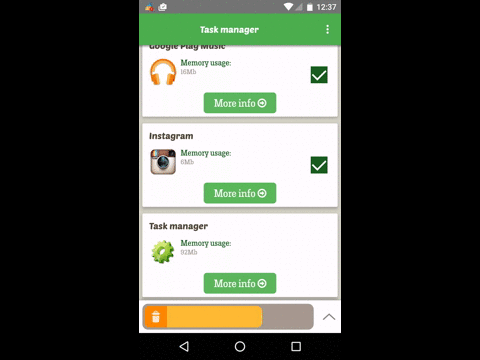 12:37
Task manager
Google Play Music
Memory usage:
16Mb
More info
Instagram
Memory usage:
8Mb
More info
Task manager
Memory usage:
92Mb
More info